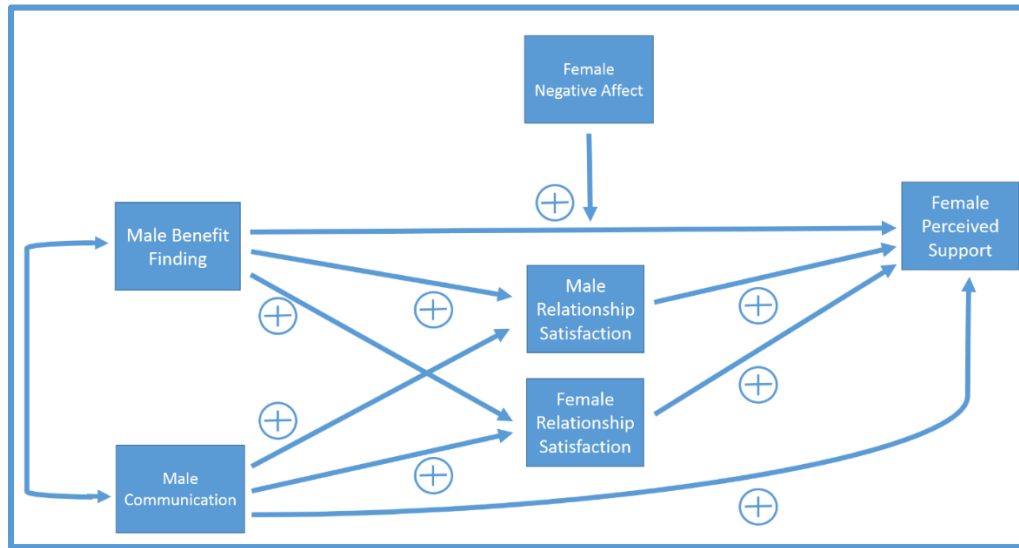 Female
Negative Affect
Male Benefit
Finding
Female
Perceived
Support
Male
Relationship
Satisfaction
Female
Relationship
Satisfaction
Male
Communication